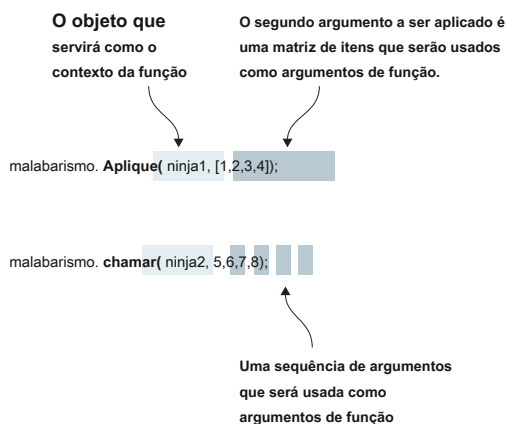 O objeto que
servirá como o
contexto da função
O segundo argumento a ser aplicado é
uma matriz de itens que serão usados
como argumentos de função.
malabarismo. Aplique( ninja1, [1,2,3,4]);
malabarismo. chamar( ninja2, 5,6,7,8);
Uma sequência de argumentos
que será usada como
argumentos de função